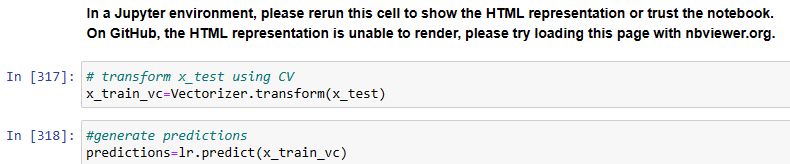 In a Jupyter environment, please rerun this cell to show the HTML representation or trust the notebook.
On GitHub, the HTML representation is unable to render, please try loading this page with nbviewer.org.
In [317]: # transform x_test using CV
x_train_vc=Vectorizer.transform(x_test)
In [318]: #generate predictions
predictions=lr.predict(x_train_vc)